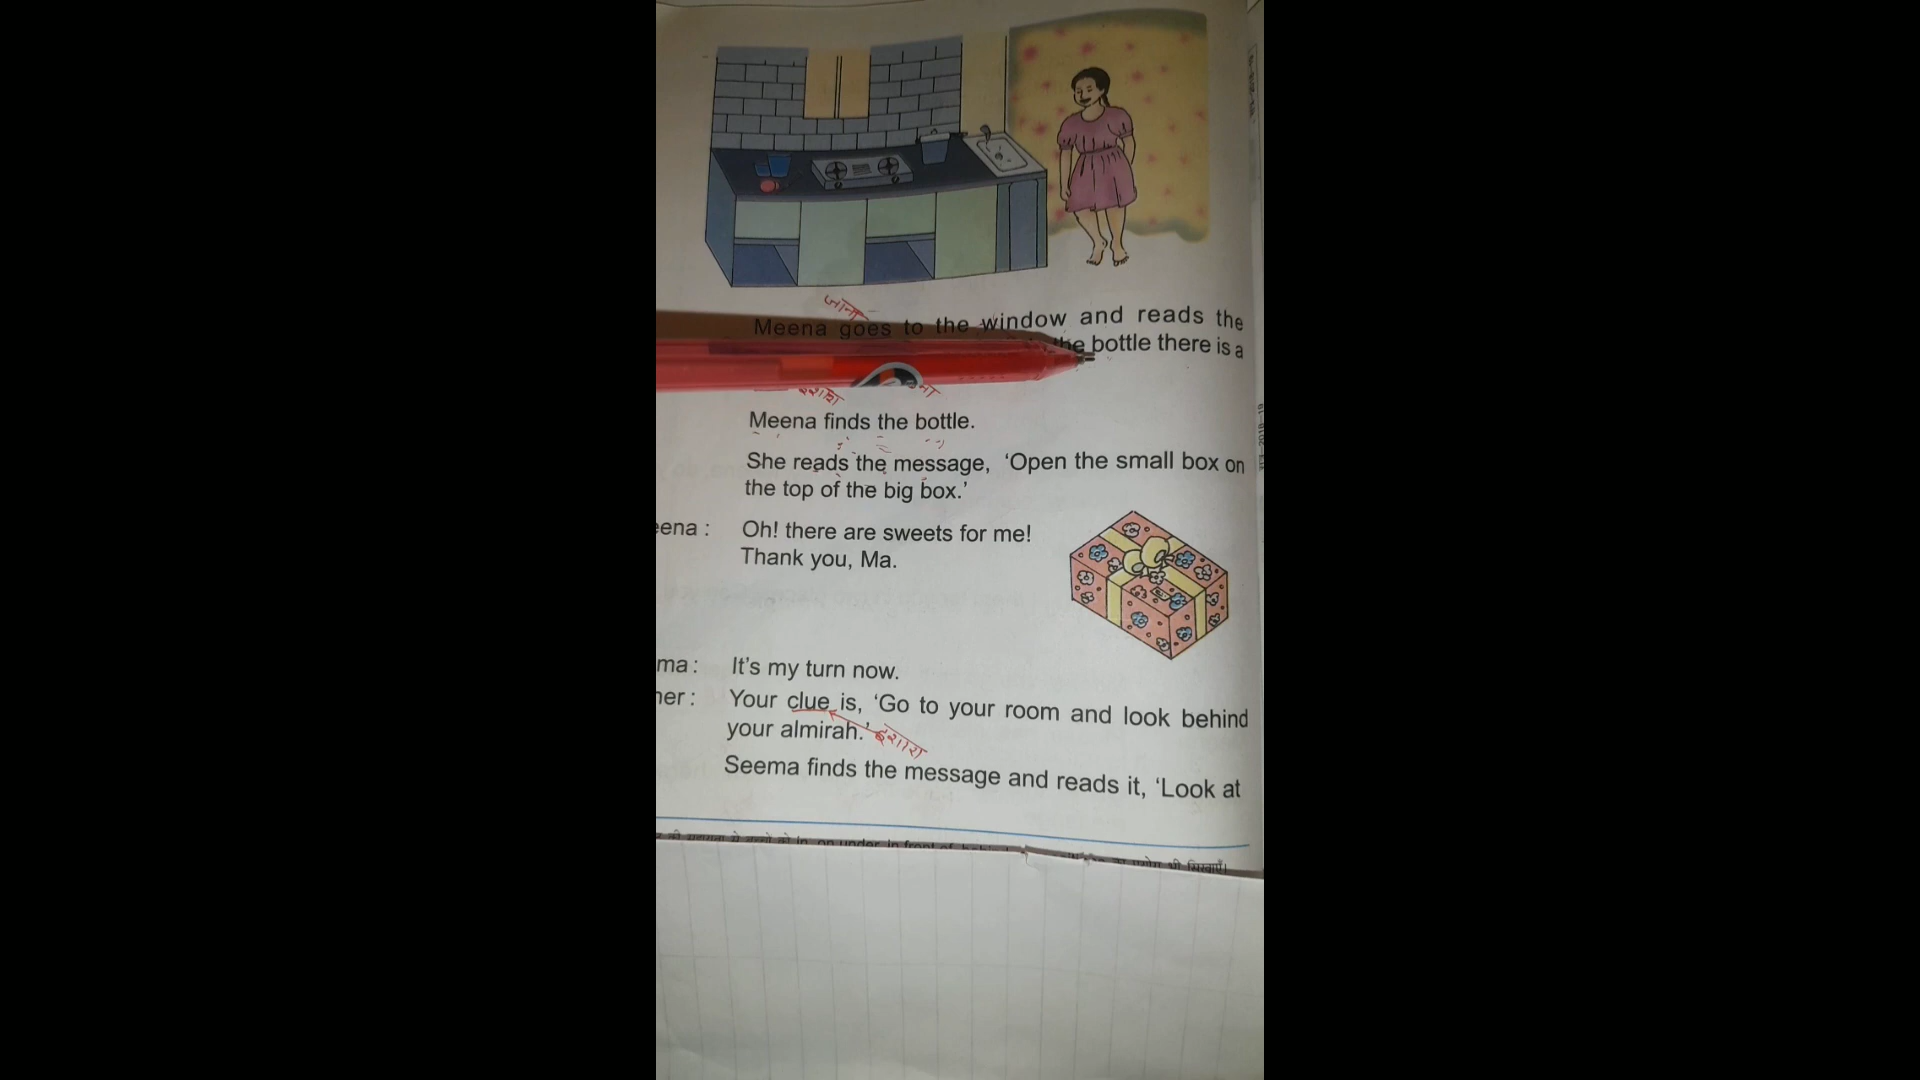 जाना
Meena goes to the window and reads the
the bottle there is a
इशारा
Meena finds the bottle.
She reads the message, ‘Open the small box on
the top of the big box.’
eena : Oh! there are sweets for me!
Thank you, Ma.
ma : It's my turn now.
her : Your clue is, ‘Go to your room and look behind
your almirah.’ इशारा
Seema finds the message and reads it, ‘Look at